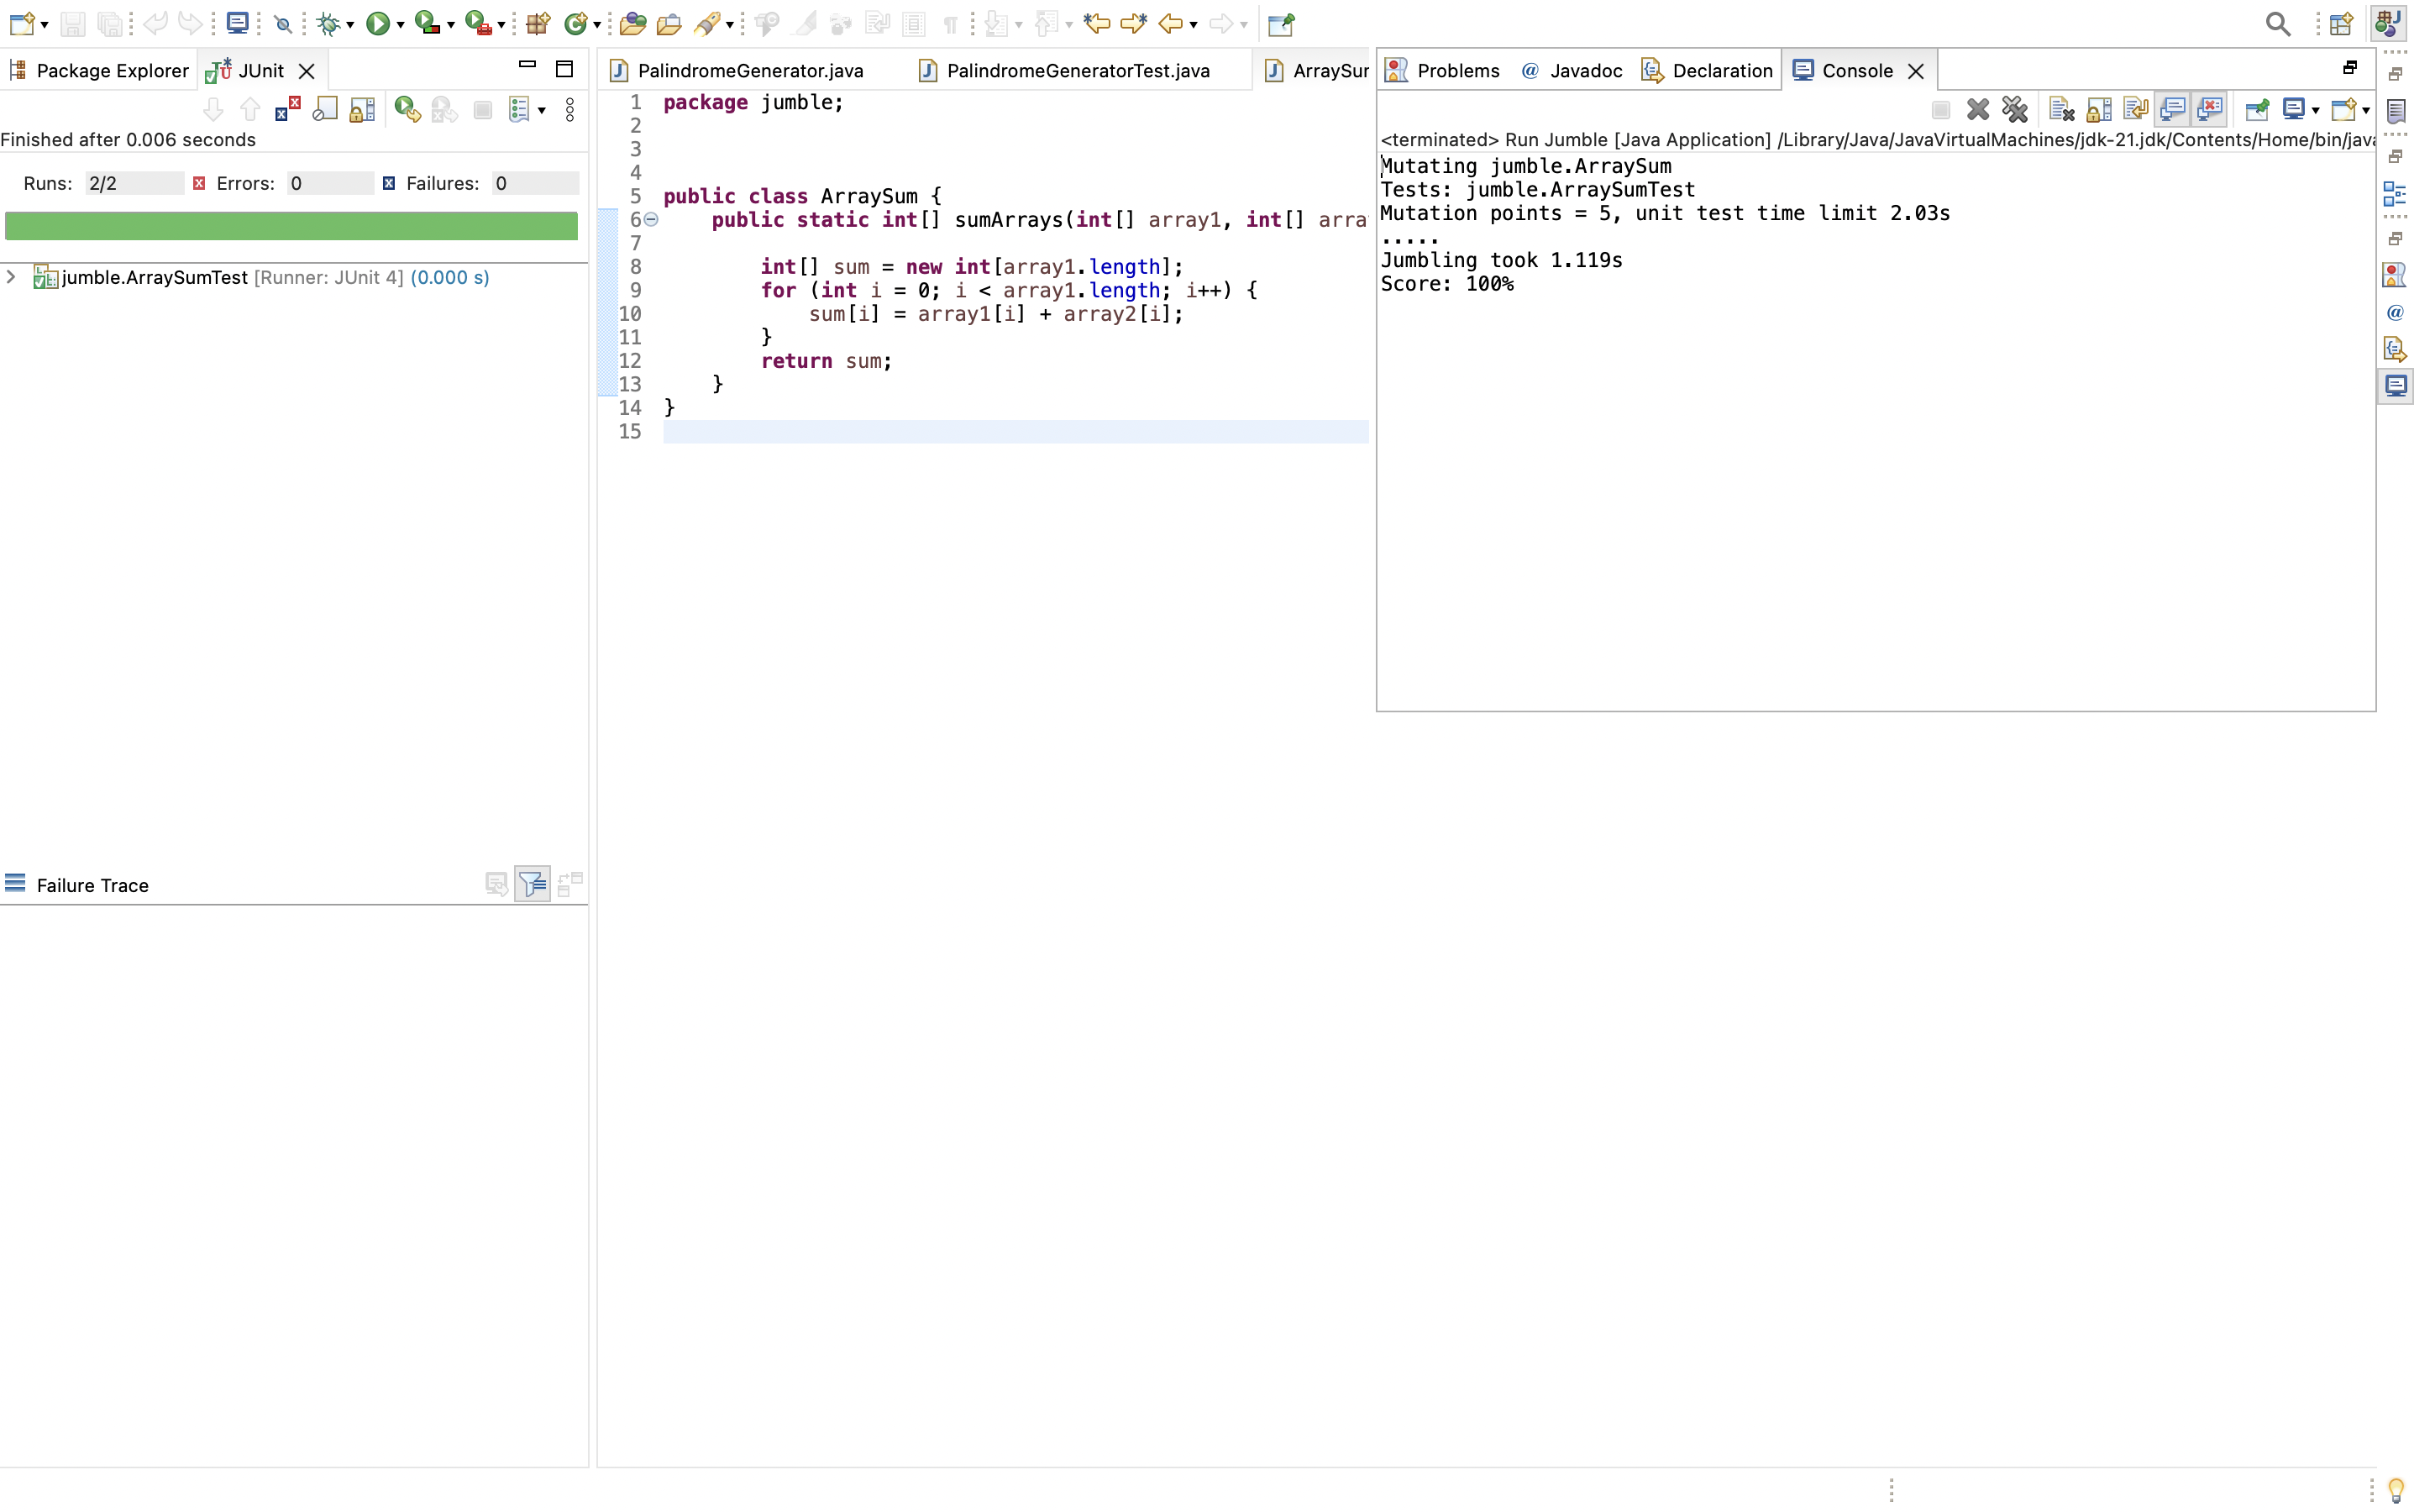 Package Explorer JUnit
Finished after 0.006 seconds
Runs: 2/2 Errors: 0 Failures: 0
jumble.ArraySumTest [Runner: JUnit 4] (0.000 s)
Failure Trace
PalindromeGenerator.java PalindromeGeneratorTest.java ArraySu
1 package jumble;
2
3
4
5 public class ArraySum {
6 public static int[] sumArrays(int[] array1, int[] arra
7
8 int[] sum = new int[array1.length];
9 for (int i = 0; i < array1.length; i++) {
10 sum[i] = array1[i] + array2[i];
11 }
12 return sum;
13 }
14 }
15
Problems @ Javadoc Declaration Console
<terminated> Run Jumble [Java Application] /Library/Java/JavaVirtualMachines/jdk-21.jdk/Contents/Home/bin/java
Mutating jumble.ArraySum
Tests: jumble.ArraySumTest
Mutation points = 5, unit test time limit 2.03s
.....
Jumbling took 1.119s
Score: 100%